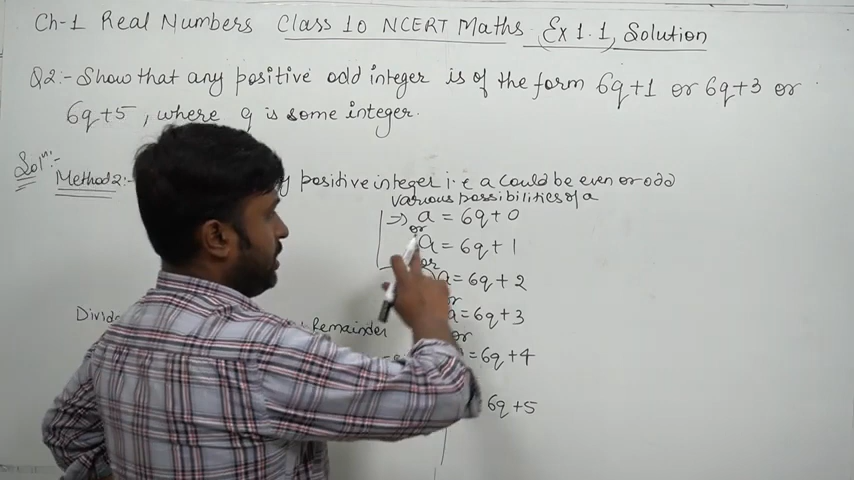 Ch-1 Real Numbers Class 10 NCERT Maths Ex 1.1, Solution
Q2:- Show that any positive odd integer is of the form 6q+1 or 6q+3 or
6q+5, where q is some integer.
Solⁿ:-
Method2:- positive integer i.e a could be even or odd
various possibilities of a
=> a = 6q + 0
or
a = 6q + 1
or
a = 6q + 2
or
a = 6q + 3
or
= 6q + 4
6q + 5
Remainder